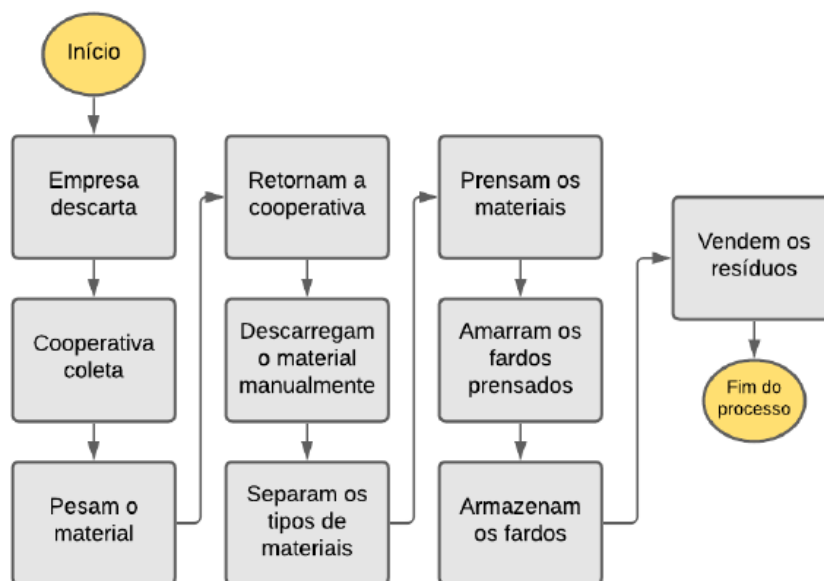 Início
Empresa
descarta
Cooperativa
coleta
Pesam o
material
Retornam a
cooperativa
Descarregam
o material
manualmente
Separam os
tipos de
materiais
Prensam os
materiais
Amarram os
fardos
prensados
Armazenam
os fardos
Vendem os
resíduos
Fim do
processo